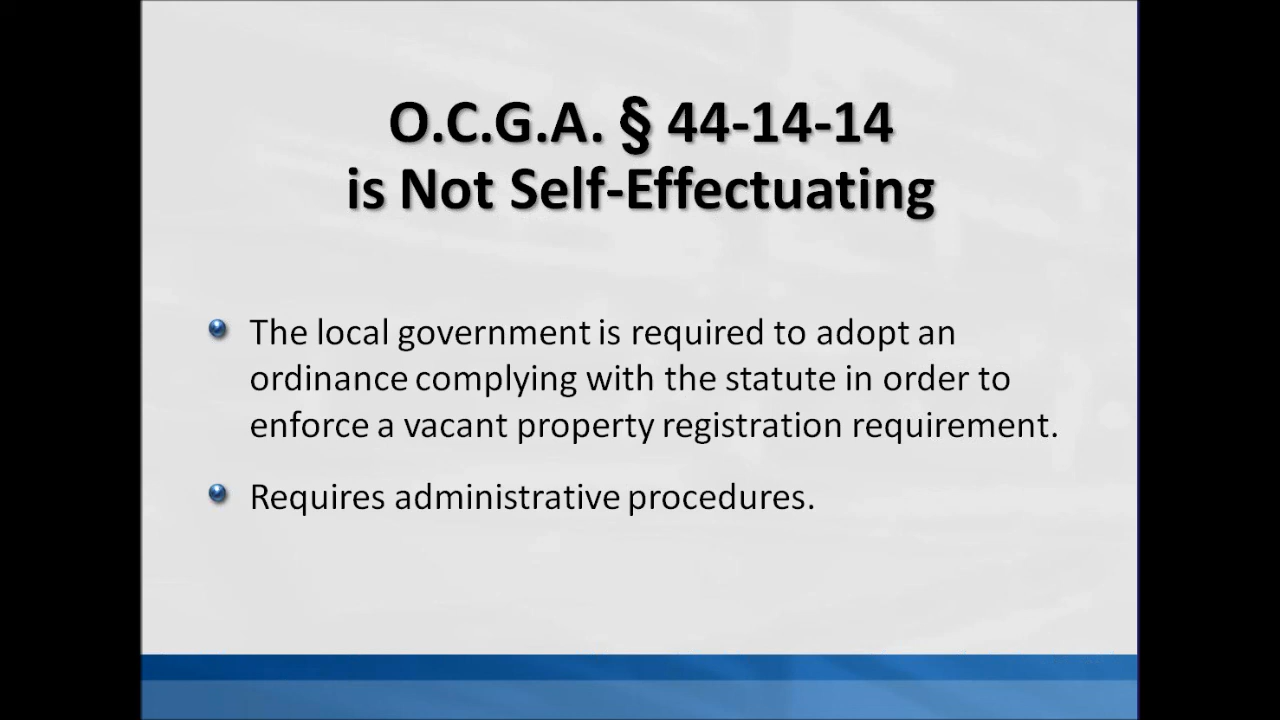 O.C.G.A. § 44-14-14
is Not Self-Effectuating
The local government is required to adopt an
ordinance complying with the statute in order to
enforce a vacant property registration requirement.
Requires administrative procedures.